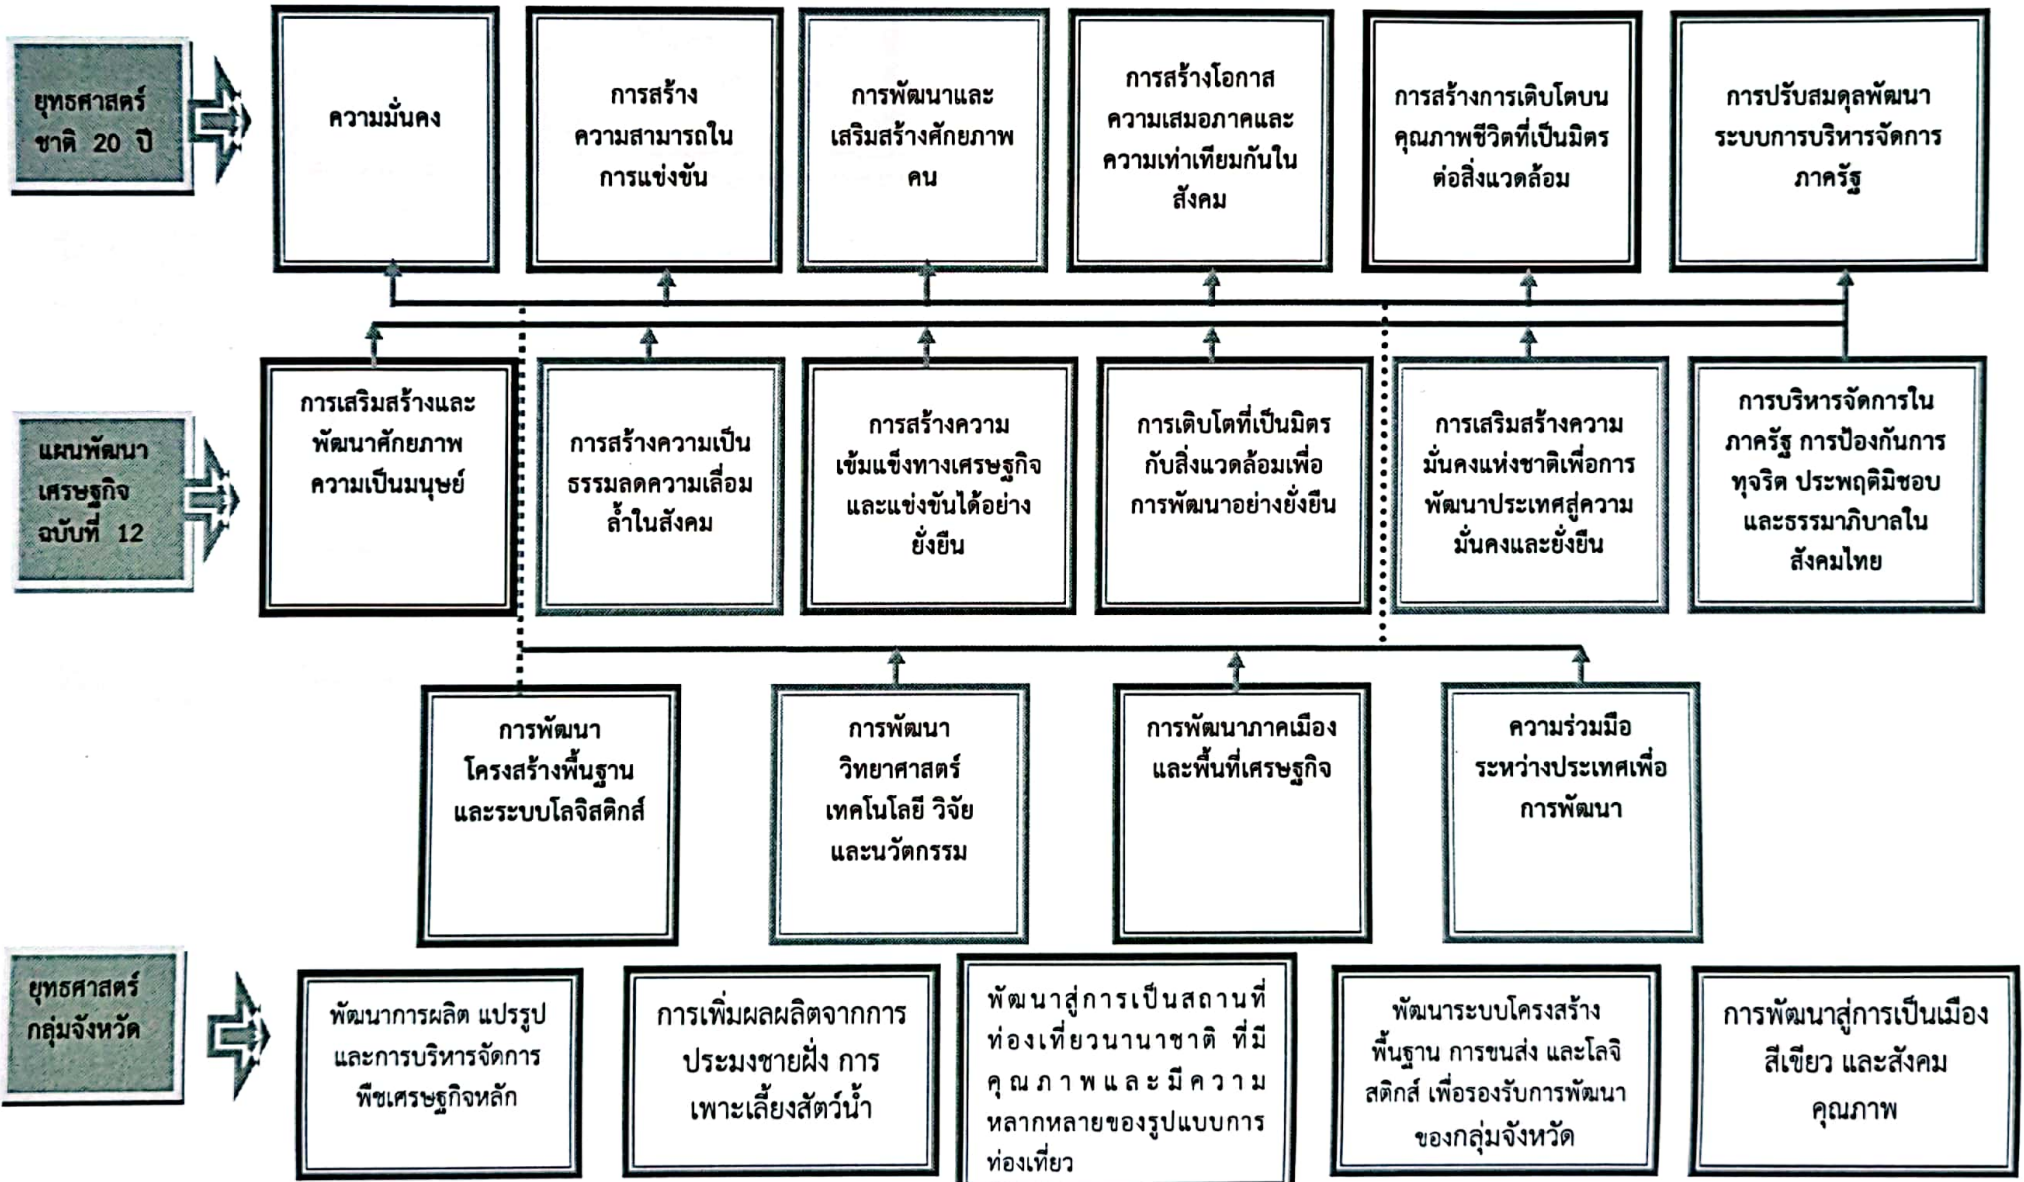 ยุทธศาสตร์
ชาติ 20 ปี
ความมั่นคง
การสร้าง
ความสามารถใน
การแข่งขัน
การพัฒนาและ
เสริมสร้างศักยภาพ
คน
การสร้างโอกาส
ความเสมอภาคและ
ความเท่าเทียมกันใน
สังคม
การสร้างการเติบโตบน
คุณภาพชีวิตที่เป็นมิตร
ต่อสิ่งแวดล้อม
การปรับสมดุลพัฒนา
ระบบการบริหารจัดการ
ภาครัฐ
แผนพัฒนา
เศรษฐกิจ
ฉบับที่ 12
การเสริมสร้างและ
พัฒนาศักยภาพ
ความเป็นมนุษย์
การสร้างความเป็น
ธรรมลดความเลื่อม
ล้ำในสังคม
การสร้างความ
เข้มแข็งทางเศรษฐกิจ
และแข่งขันได้อย่าง
ยั่งยืน
การเติบโตที่เป็นมิตร
กับสิ่งแวดล้อมเพื่อ
การพัฒนาอย่างยั่งยืน
การเสริมสร้างความ
มั่นคงแห่งชาติเพื่อการ
พัฒนาประเทศสู่ความ
มั่นคงและยั่งยืน
การบริหารจัดการใน
ภาครัฐ การป้องกันการ
ทุจริต ประพฤติมิชอบ
และธรรมาภิบาลใน
สังคมไทย
การพัฒนา
โครงสร้างพื้นฐาน
และระบบโลจิสติกส์
การพัฒนา
วิทยาศาสตร์
เทคโนโลยี วิจัย
และนวัตกรรม
การพัฒนาภาคเมือง
และพื้นที่เศรษฐกิจ
ความร่วมมือ
ระหว่างประเทศเพื่อ
การพัฒนา
ยุทธศาสตร์
กลุ่มจังหวัด
พัฒนาการผลิต แปรรูป
และการบริหารจัดการ
พืชเศรษฐกิจหลัก
การเพิ่มผลผลิตจากการ
ประมงชายฝั่ง การ
เพาะเลี้ยงสัตว์น้ำ
พัฒนาสู่การเป็นสถานที่
ท่องเที่ยวนานาชาติ ที่มี
คุณภาพและมีความ
หลากหลายของรูปแบบการ
ท่องเที่ยว
พัฒนาระบบโครงสร้าง
พื้นฐาน การขนส่ง และโลจิ
สติกส์ เพื่อรองรับการพัฒนา
ของกลุ่มจังหวัด
การพัฒนาสู่การเป็นเมือง
สีเขียว และสังคม
คุณภาพ